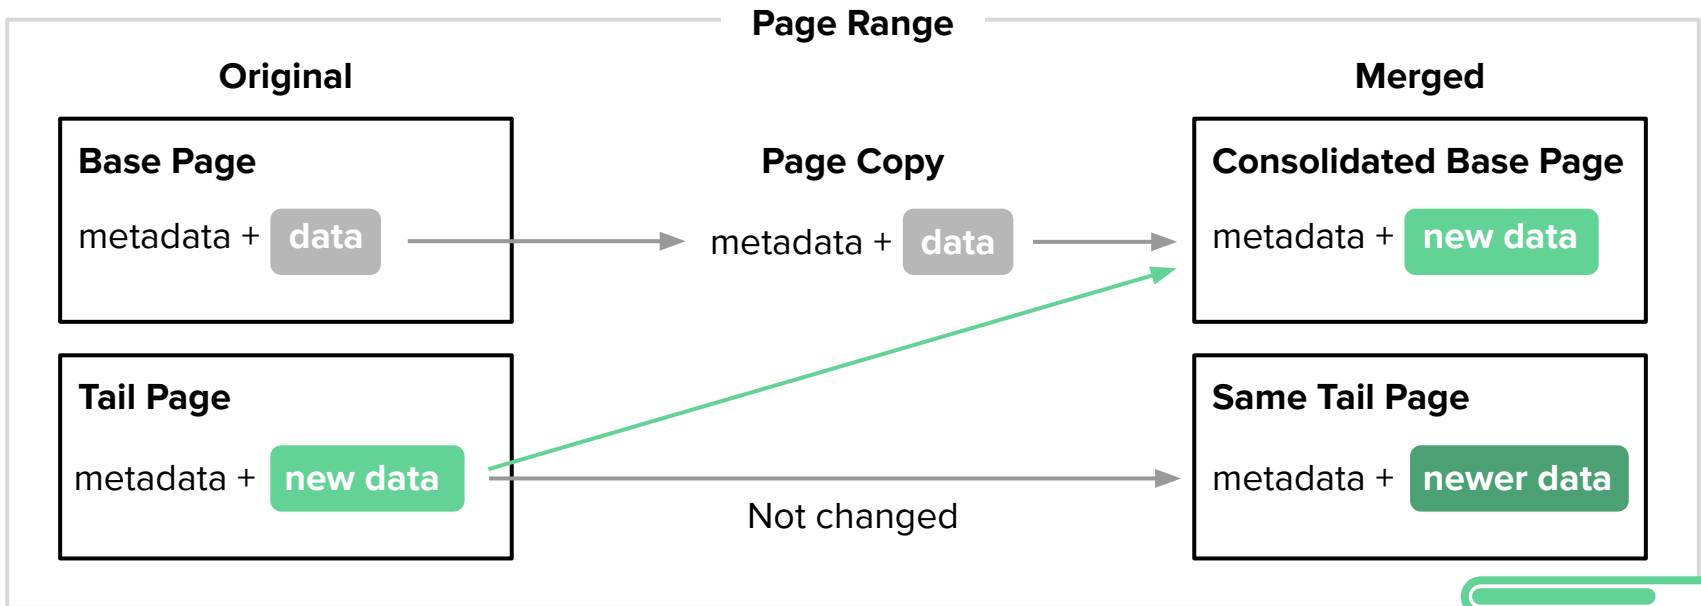 Page Range
Original
Merged
Base Page
metadata + data
Page Copy
metadata + data
Consolidated Base Page
metadata + new data
Tail Page
metadata + new data
Not changed
Same Tail Page
metadata + newer data